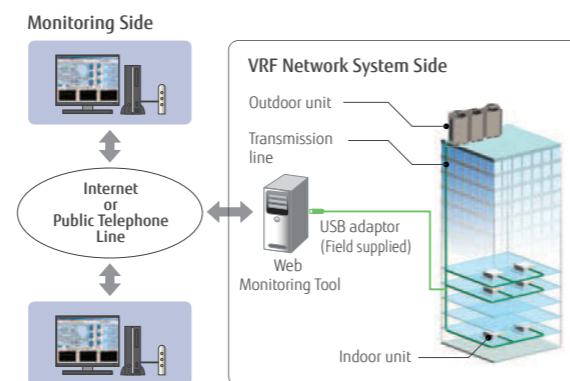 Monitoring Side
Internet
or
Public Telephone
Line
VRF Network System Side
Outdoor unit
Transmission
line
USB adaptor
(Field supplied)
Web
Monitoring Tool
Indoor unit